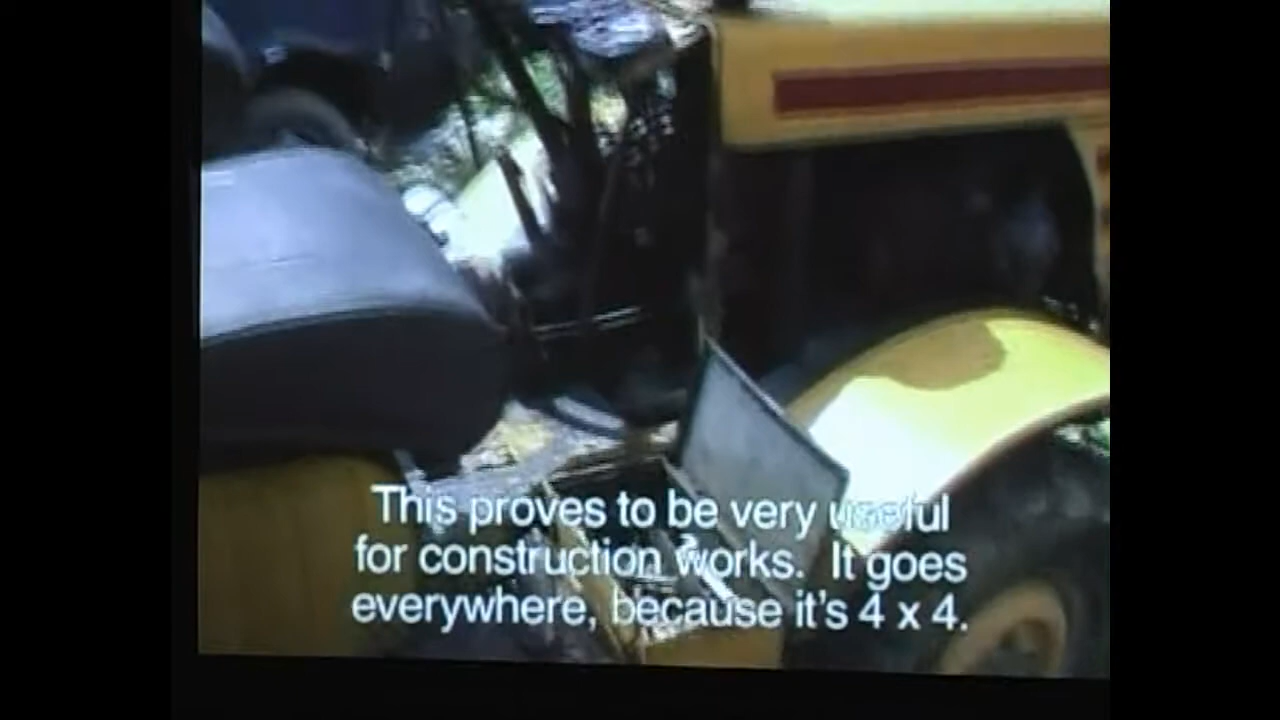 This proves to be very useful
for construction works. It goes
everywhere, because it's 4 x 4.